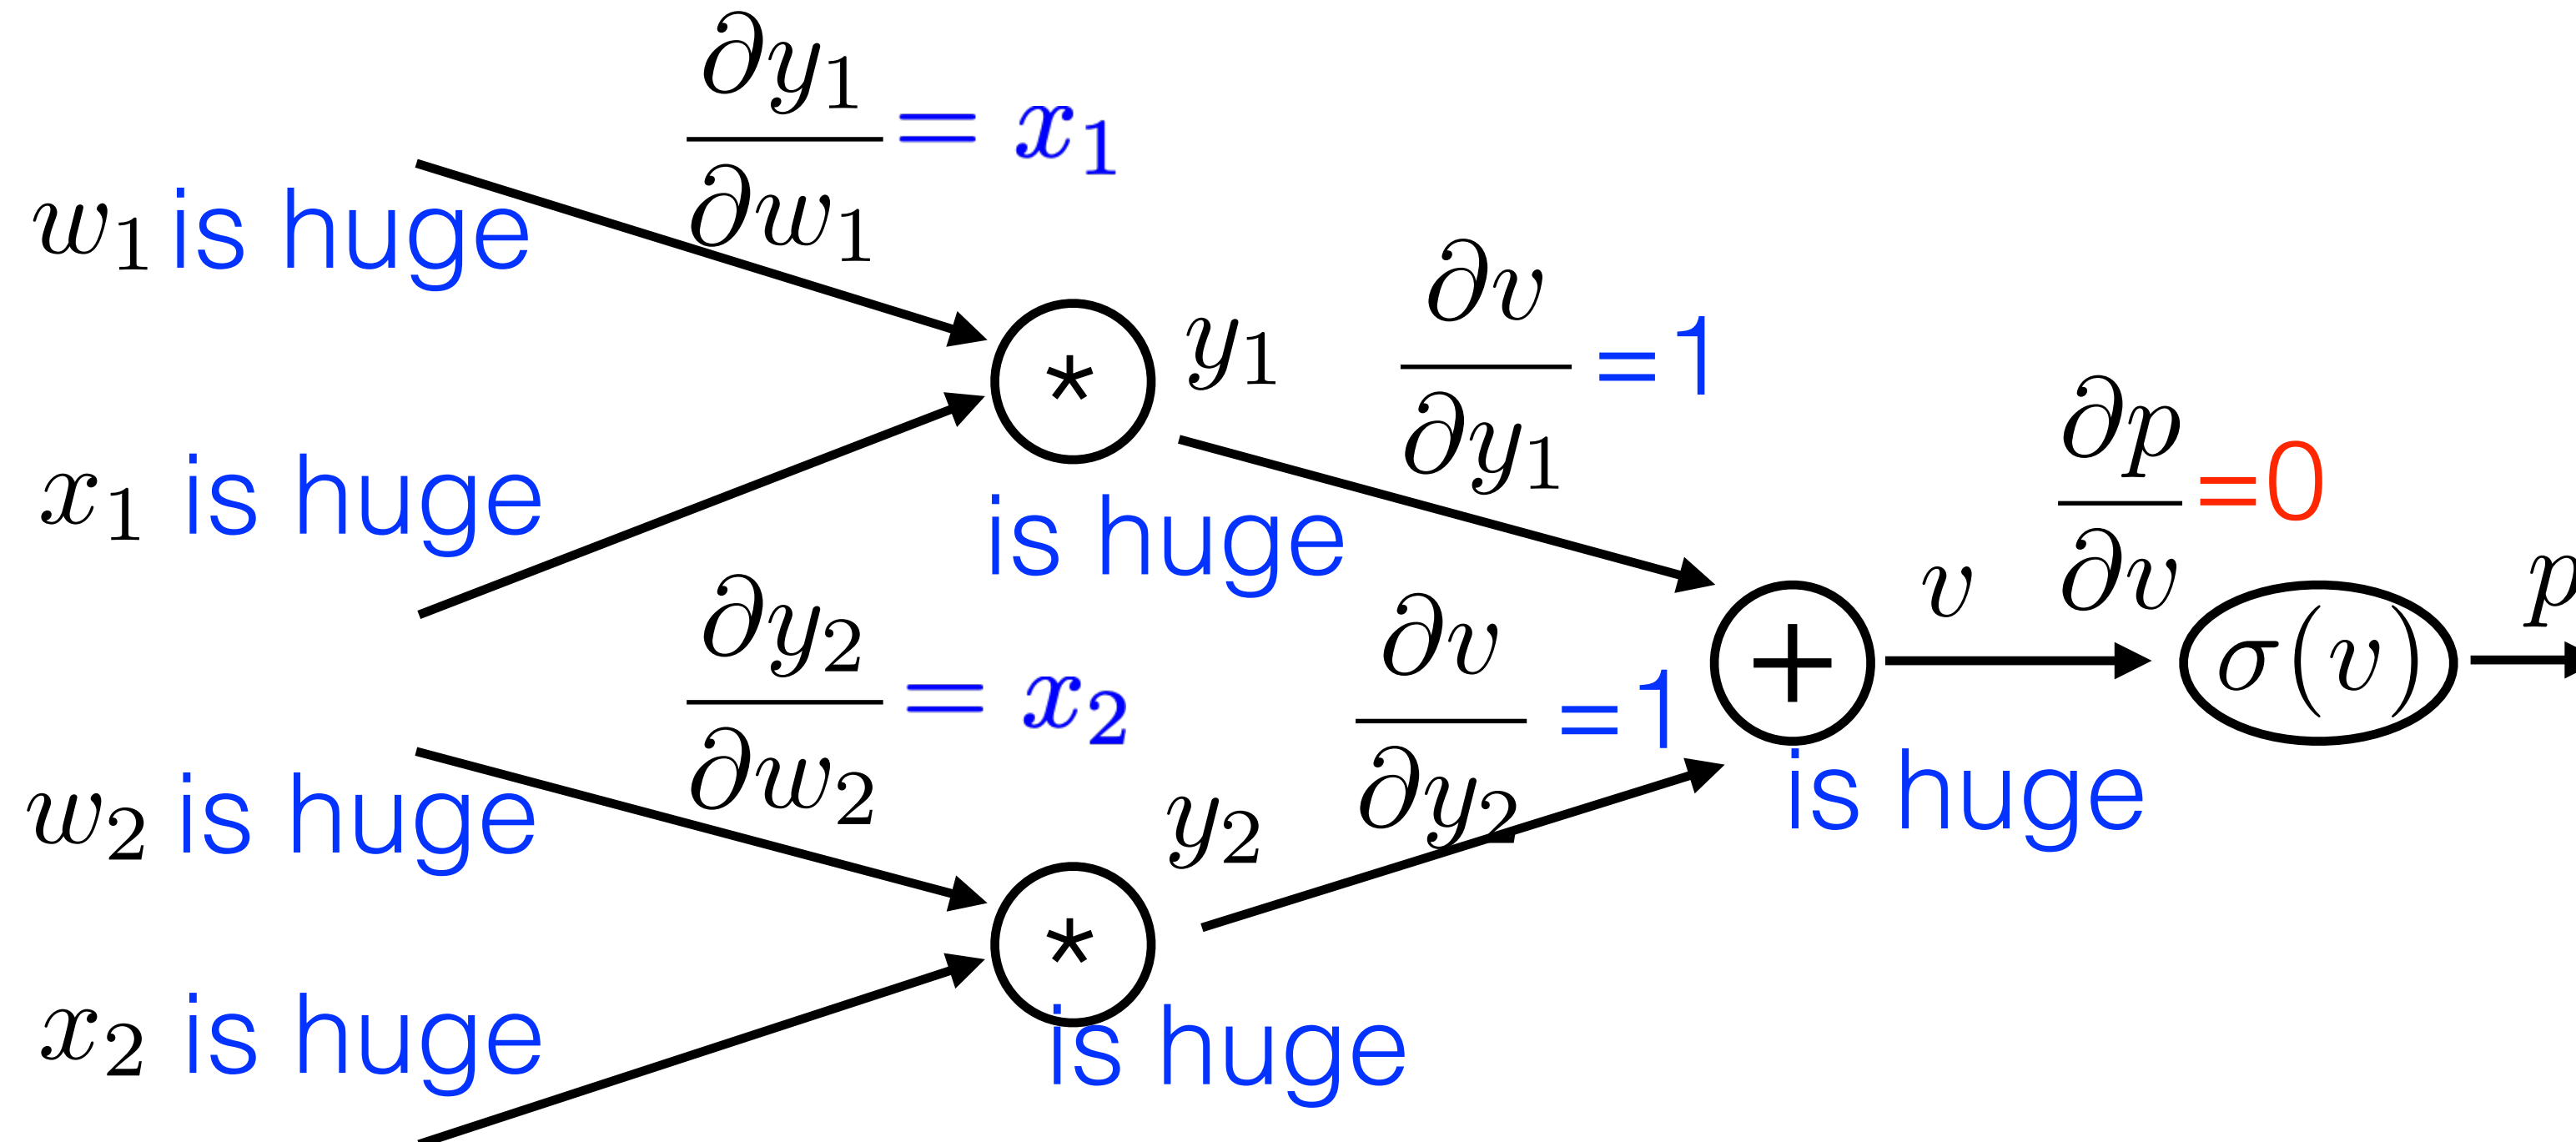 ∂y₁/∂w₁ = x₁
w₁ is huge
∂v/∂y₁ =1
y₁
*
∂p/∂v =0
x₁ is huge
is huge
p
v
σ(v)
+
∂y₂/∂w₂ = x₂
∂v/∂y₂ =1
is huge
w₂ is huge
y₂
*
x₂ is huge
is huge